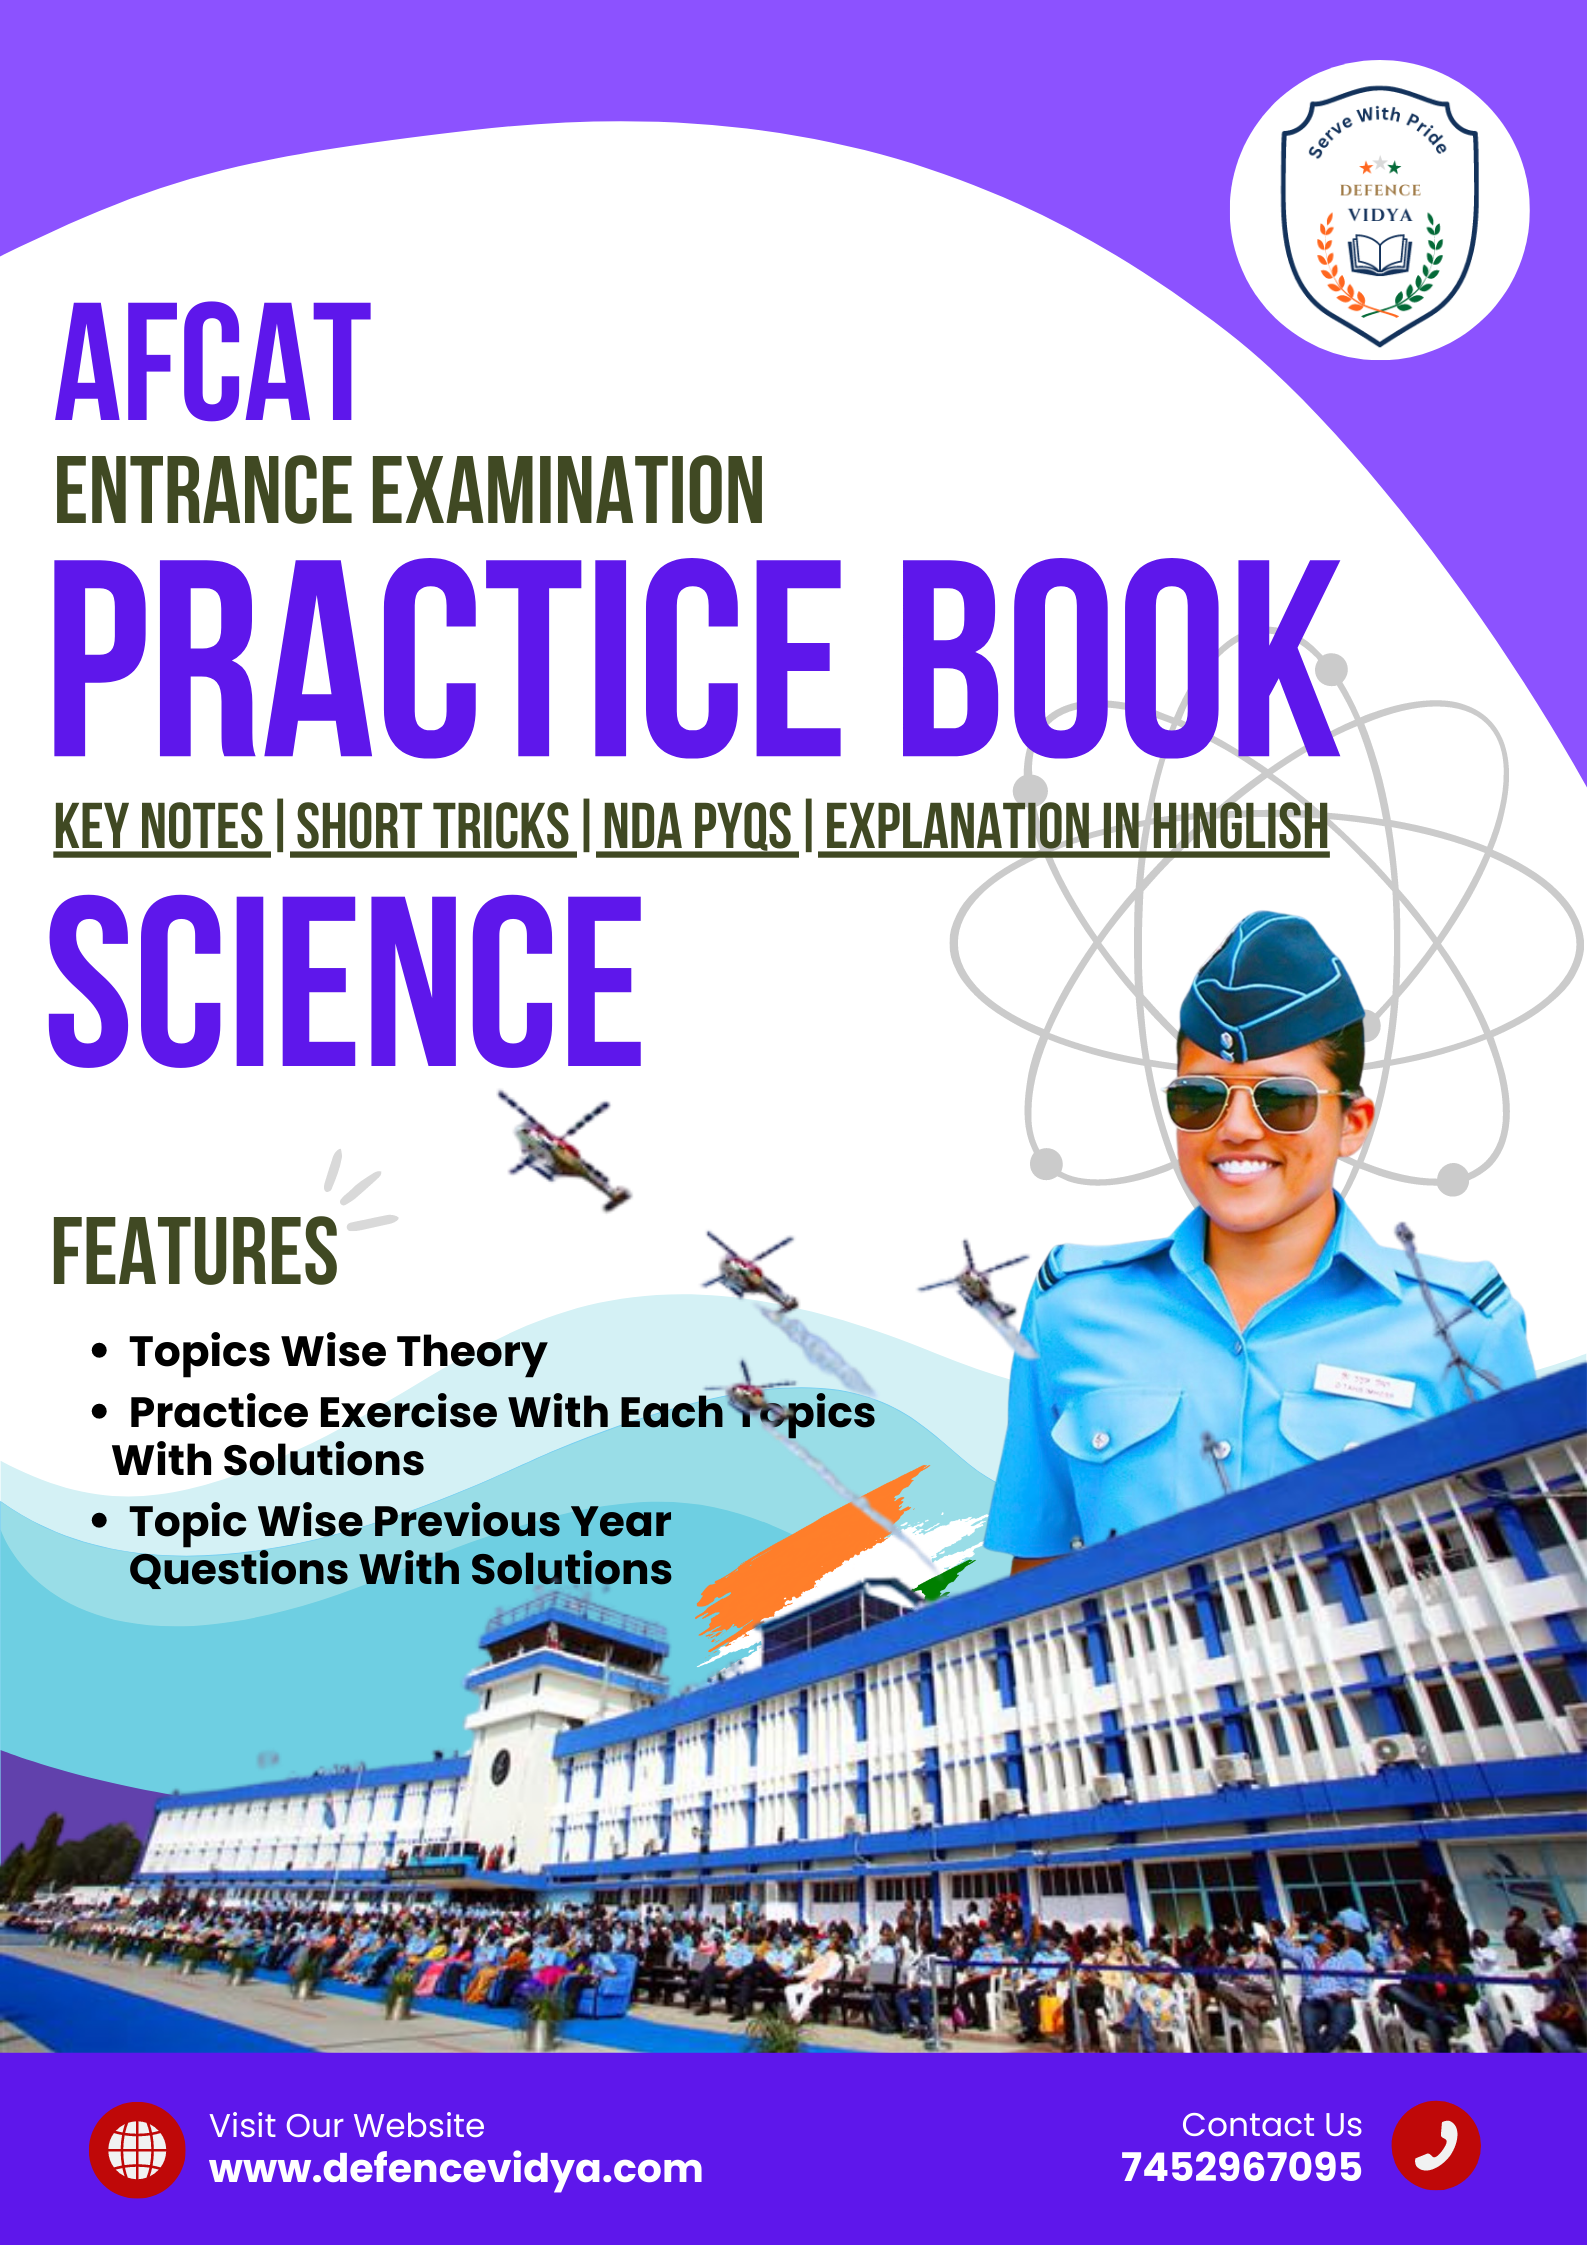 Serve With Pride
DEFENCE
VIDYA
AFCAT
ENTRANCE EXAMINATION
PRACTICE BOOK
KEY NOTES | SHORT TRICKS | NDA PYQS | EXPLANATION IN HINGLISH
SCIENCE
FEATURES
• Topics Wise Theory
• Practice Exercise With Each Topics
With Solutions
• Topic Wise Previous Year
Questions With Solutions
Visit Our Website
www.defencevidya.com
Contact Us
7452967095